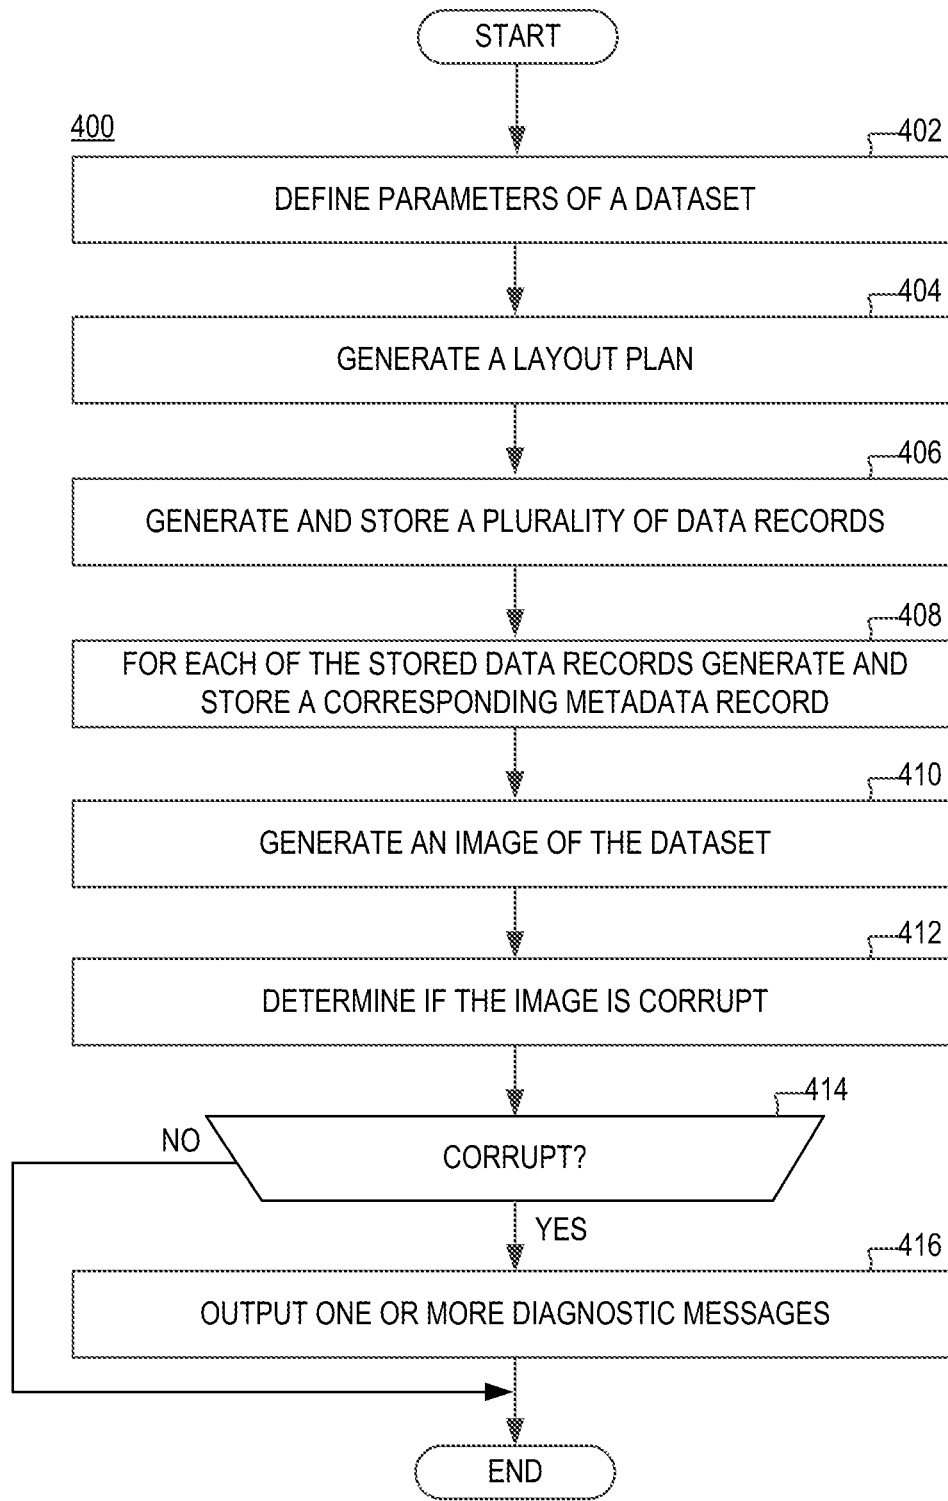 START
400
402
DEFINE PARAMETERS OF A DATASET
404
GENERATE A LAYOUT PLAN
406
GENERATE AND STORE A PLURALITY OF DATA RECORDS
408
FOR EACH OF THE STORED DATA RECORDS GENERATE AND
STORE A CORRESPONDING METADATA RECORD
410
GENERATE AN IMAGE OF THE DATASET
412
DETERMINE IF THE IMAGE IS CORRUPT
414
NO
CORRUPT?
YES
416
OUTPUT ONE OR MORE DIAGNOSTIC MESSAGES
END